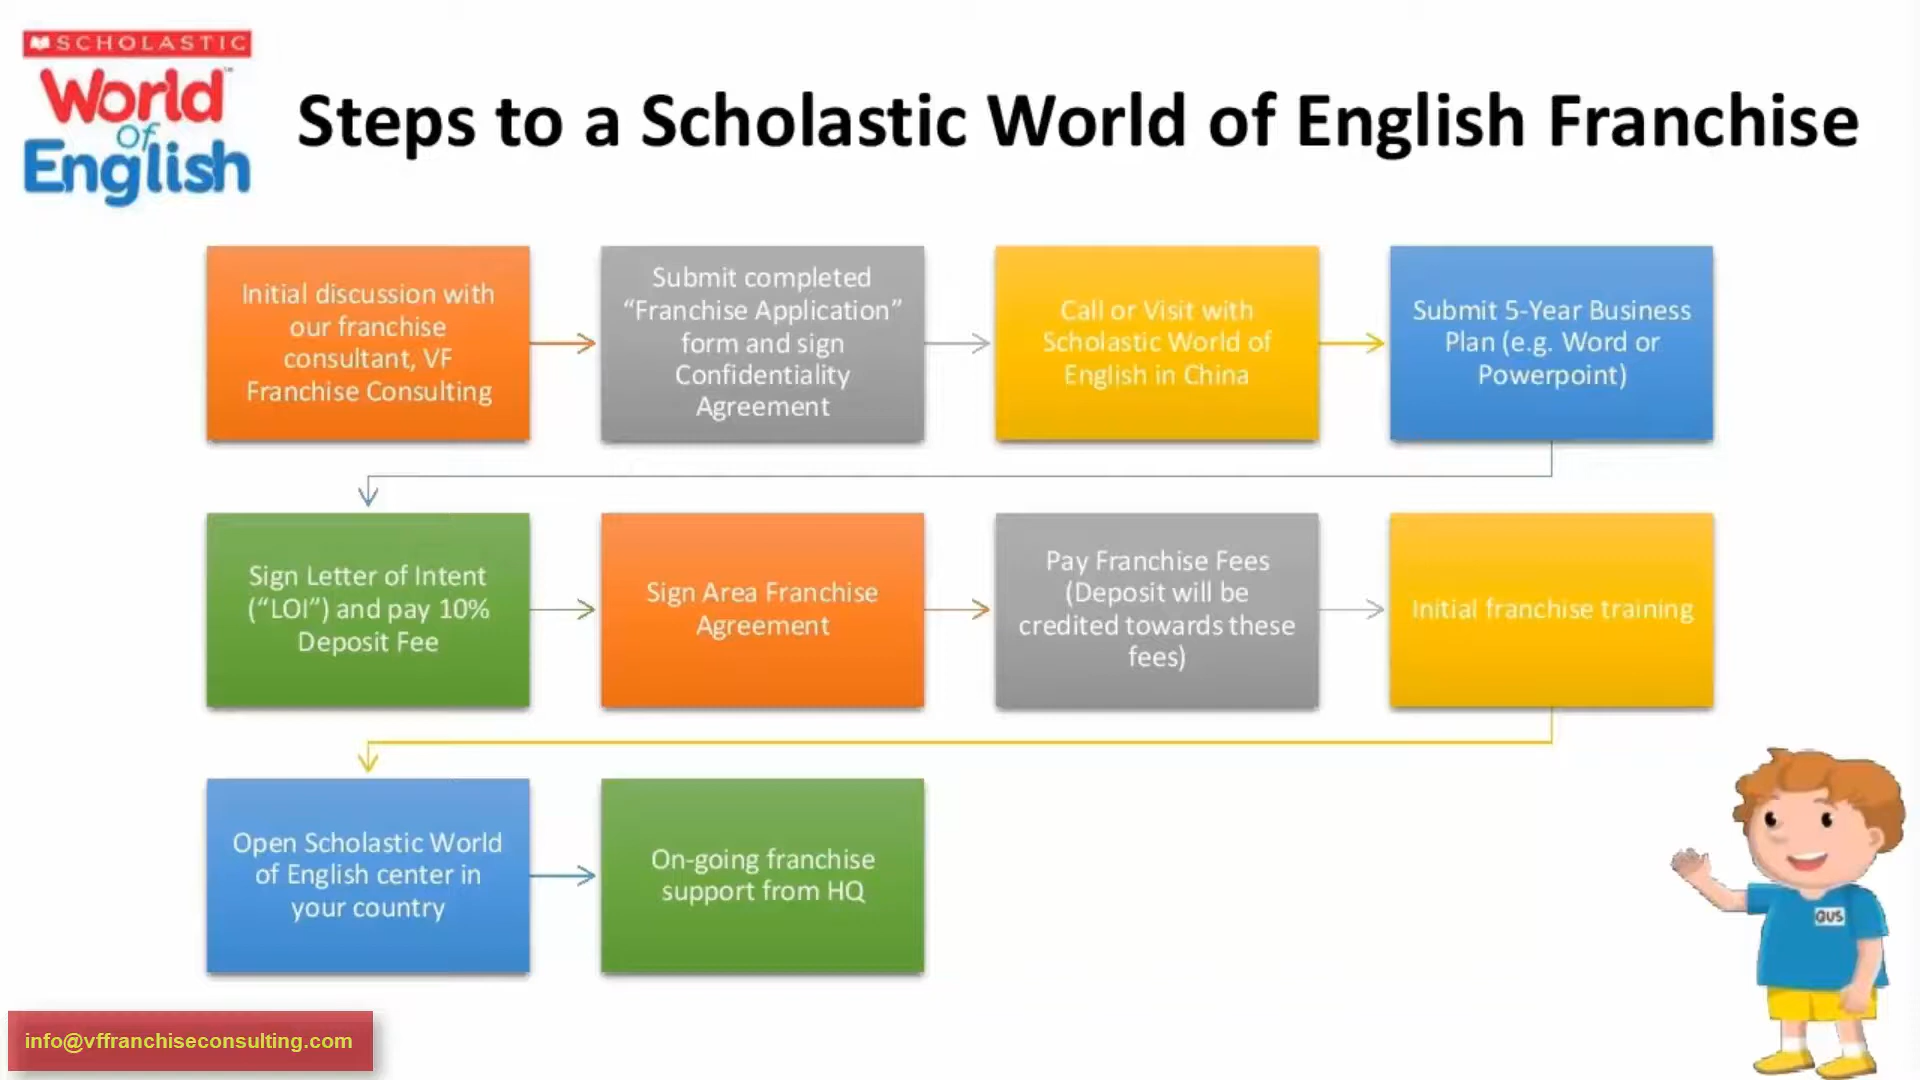 SCHOLASTIC
World™
OF
English
Steps to a Scholastic World of English Franchise
Initial discussion with
our franchise
consultant, VF
Franchise Consulting
Submit completed
“Franchise Application”
form and sign
Confidentiality
Agreement
Call or Visit with
Scholastic World of
English in China
Submit 5-Year Business
Plan (e.g. Word or
Powerpoint)
Sign Letter of Intent
(“LOI”) and pay 10%
Deposit Fee
Sign Area Franchise
Agreement
Pay Franchise Fees
(Deposit will be
credited towards these
fees)
Initial franchise training
Open Scholastic World
of English center in
your country
On-going franchise
support from HQ
GUS
info@vffranchiseconsulting.com